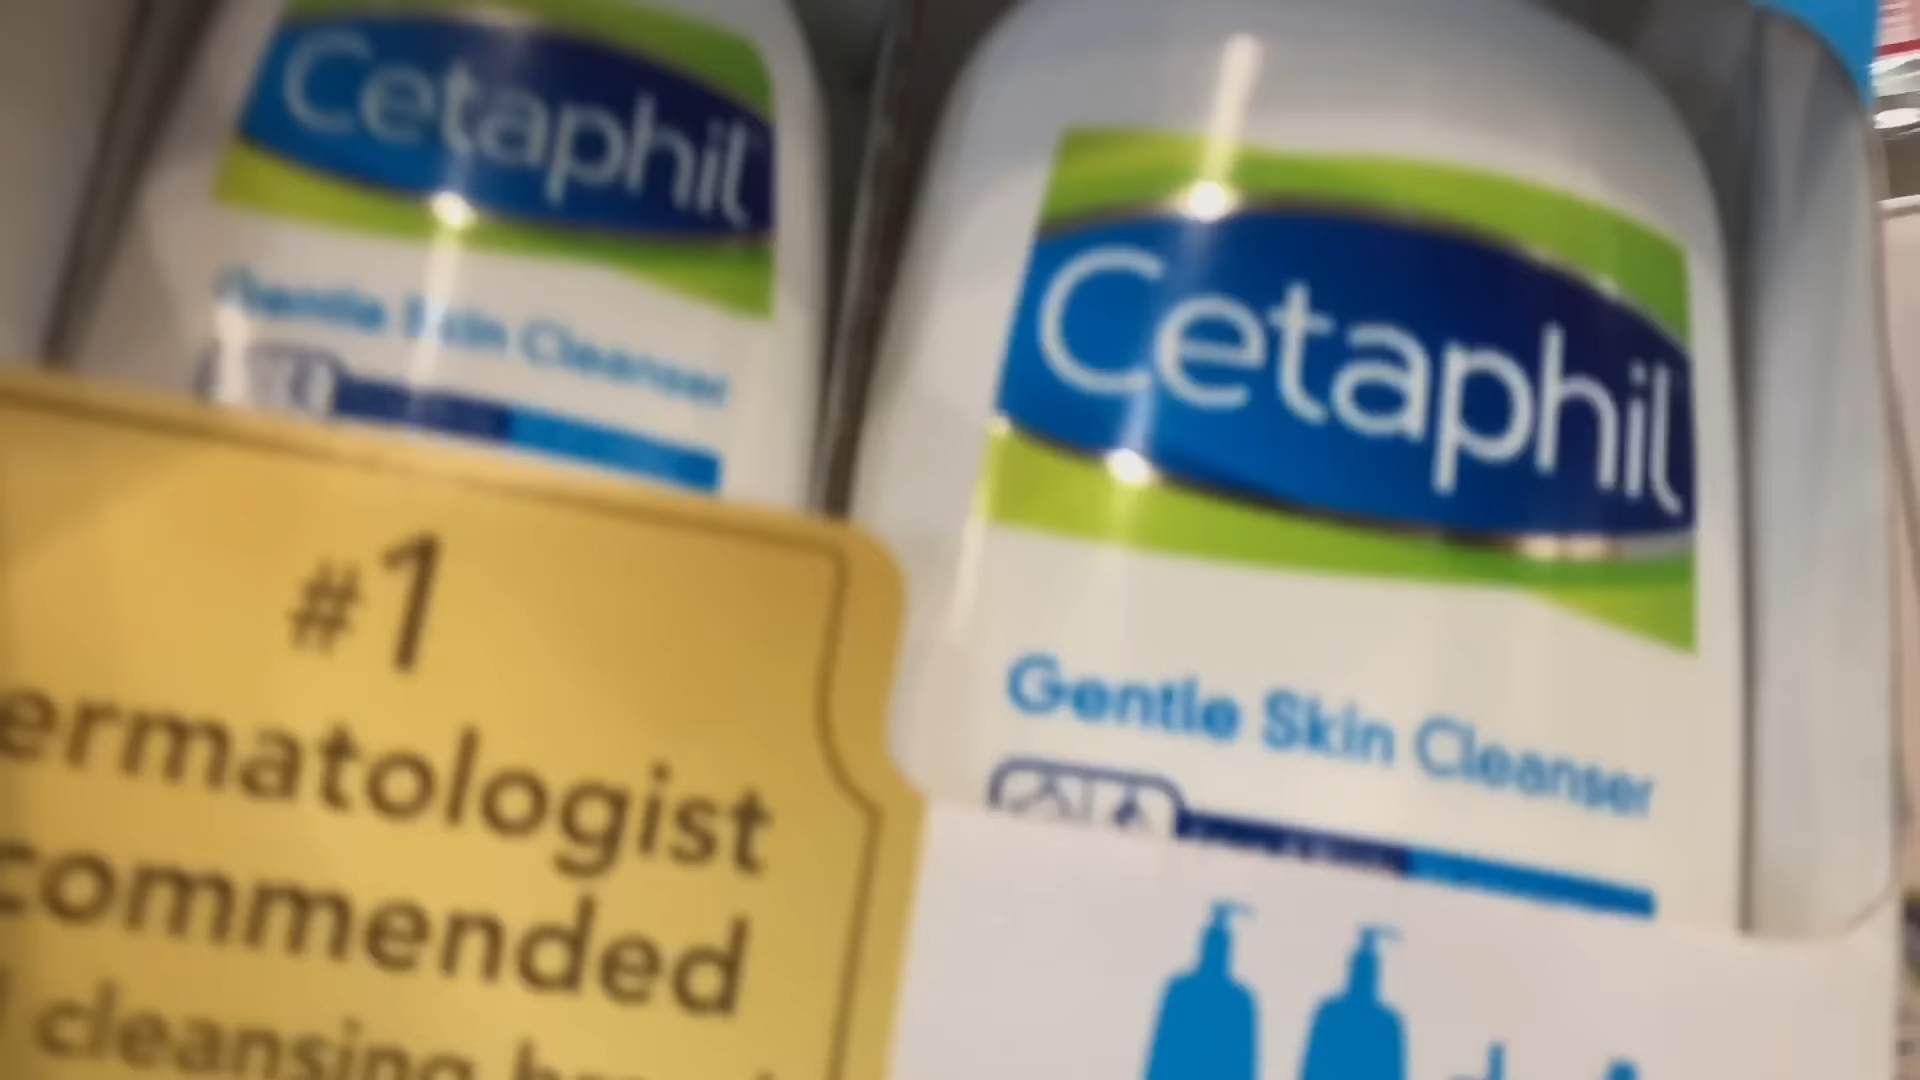 Cetaphil
Gentle Skin Cleanser
Cetaphil
Gentle Skin Cleanser
#1
ermatologist
commended
cleansing